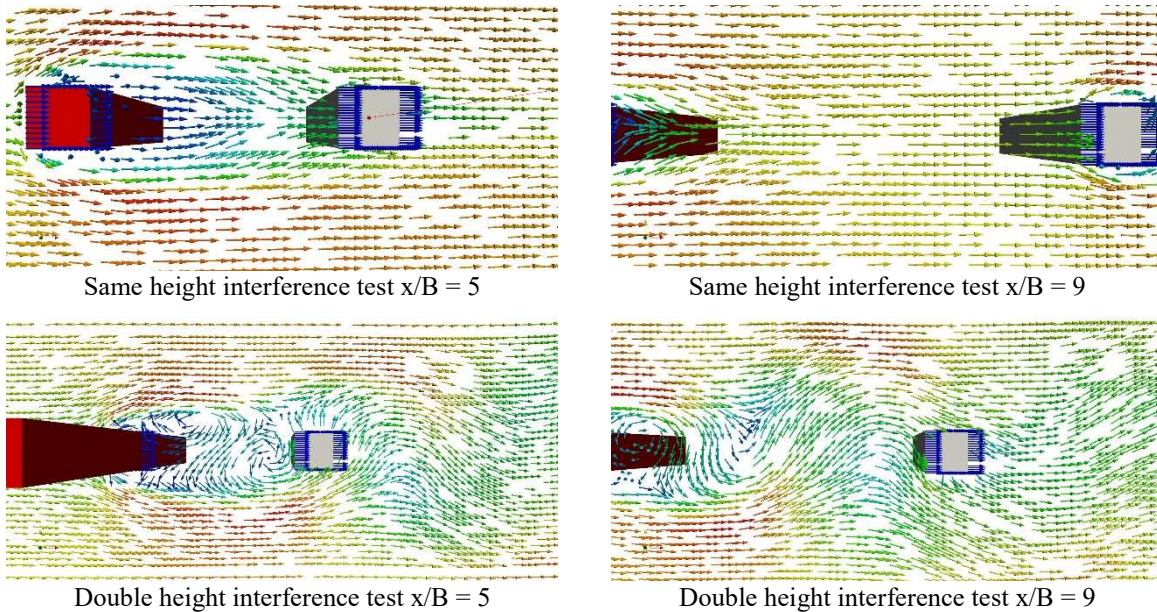 Same height interference test x/B = 5
Same height interference test x/B = 9
Double height interference test x/B = 5
Double height interference test x/B = 9